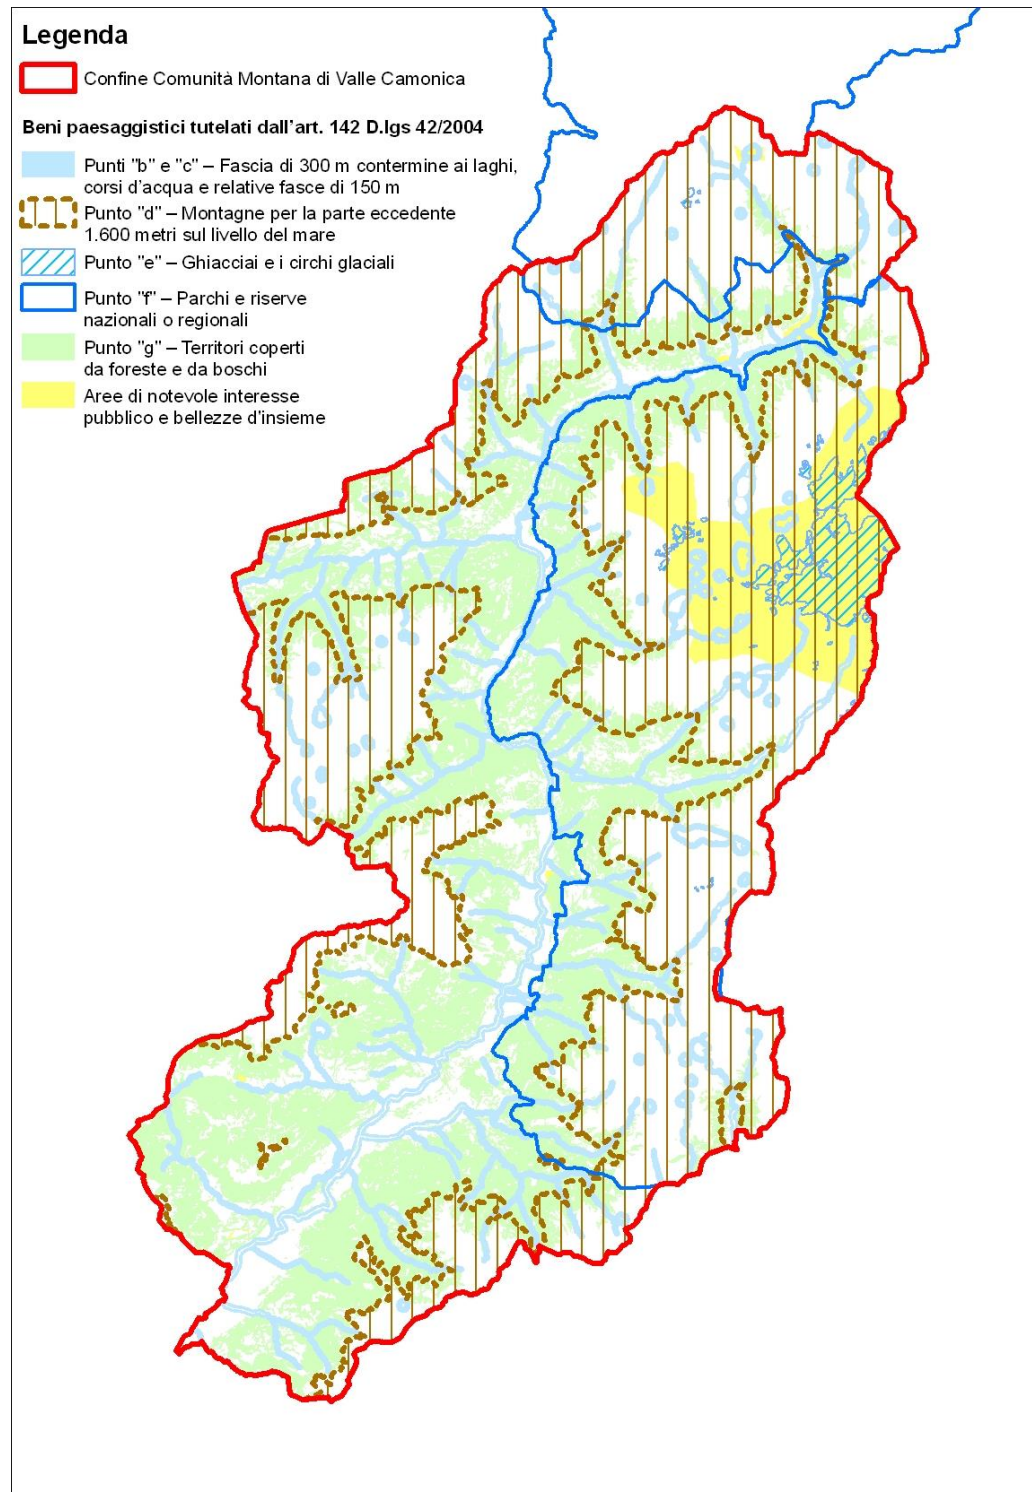 Legenda
Confine Comunità Montana di Valle Camonica
Beni paesaggistici tutelati dall'art. 142 D.lgs 42/2004
Punti "b" e "c" – Fascia di 300 m contermine ai laghi,
corsi d'acqua e relative fasce di 150 m
Punto "d" – Montagne per la parte eccedente
1.600 metri sul livello del mare
Punto "e" – Ghiacciai e i circhi glaciali
Punto "f" – Parchi e riserve
nazionali o regionali
Punto "g" – Territori coperti
da foreste e da boschi
Aree di notevole interesse
pubblico e bellezze d'insieme